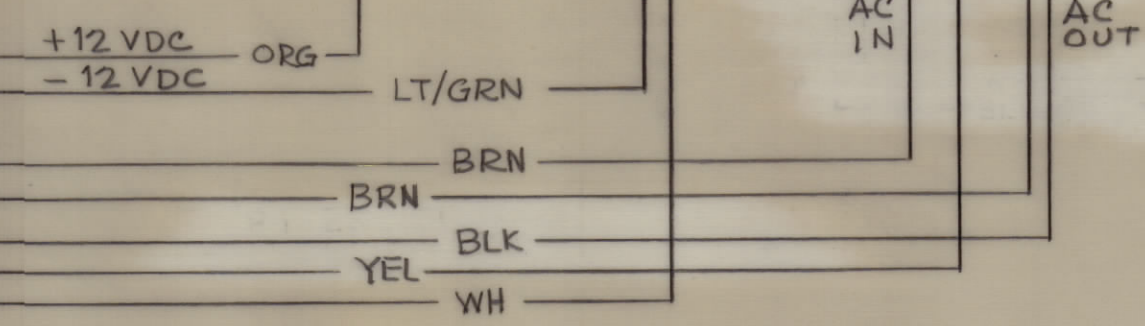 AC
IN
AC
OUT
+12 VDC
ORG
- 12 VDC
LT/GRN
BRN
BRN
BLK
YEL
WH